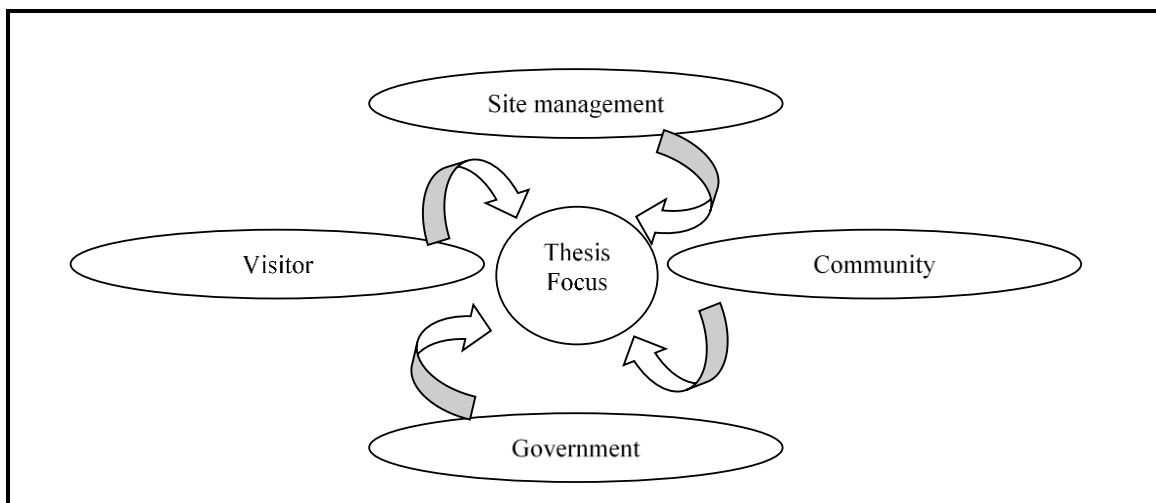 Site management
Thesis
Focus
Visitor
Community
Government